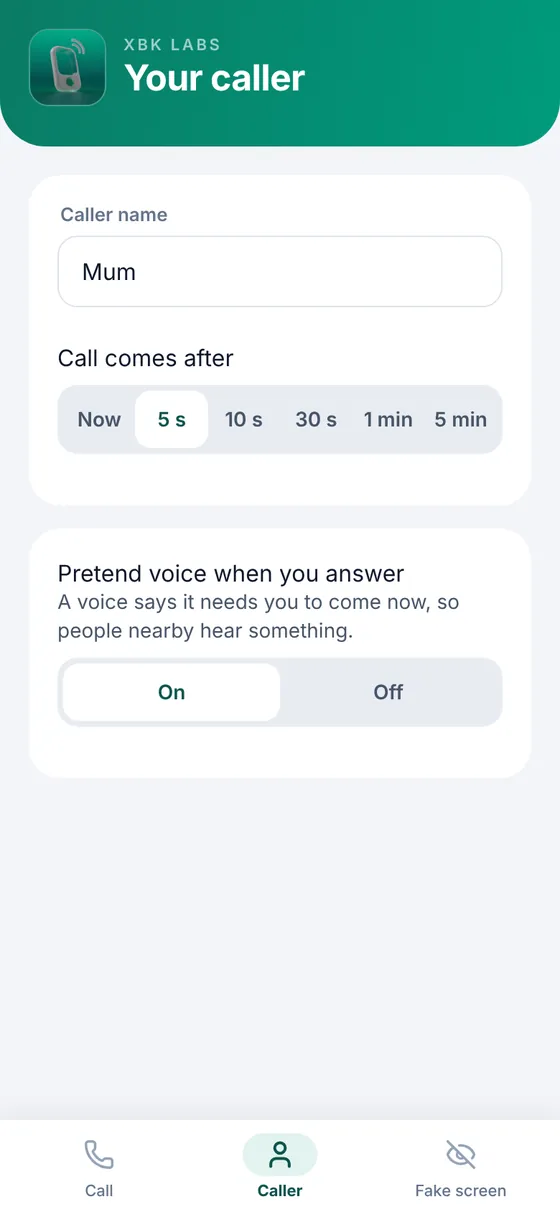 XBK LABS
Your caller
Caller name
Mum
Call comes after
Now 5 s 10 s 30 s 1 min 5 min
Pretend voice when you answer
A voice says it needs you to come now, so
people nearby hear something.
On Off
Call Caller Fake screen